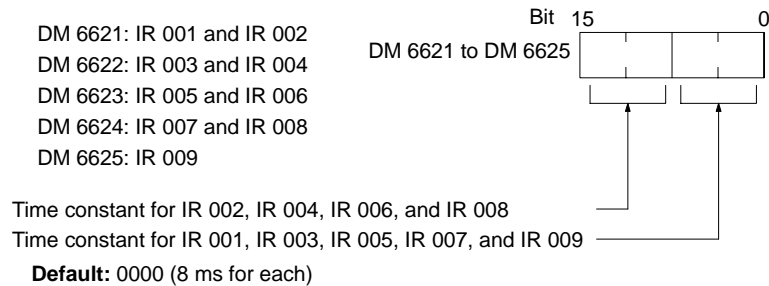 Bit 15 0
DM 6621 to DM 6625
DM 6621: IR 001 and IR 002
DM 6622: IR 003 and IR 004
DM 6623: IR 005 and IR 006
DM 6624: IR 007 and IR 008
DM 6625: IR 009
Time constant for IR 002, IR 004, IR 006, and IR 008
Time constant for IR 001, IR 003, IR 005, IR 007, and IR 009
Default: 0000 (8 ms for each)